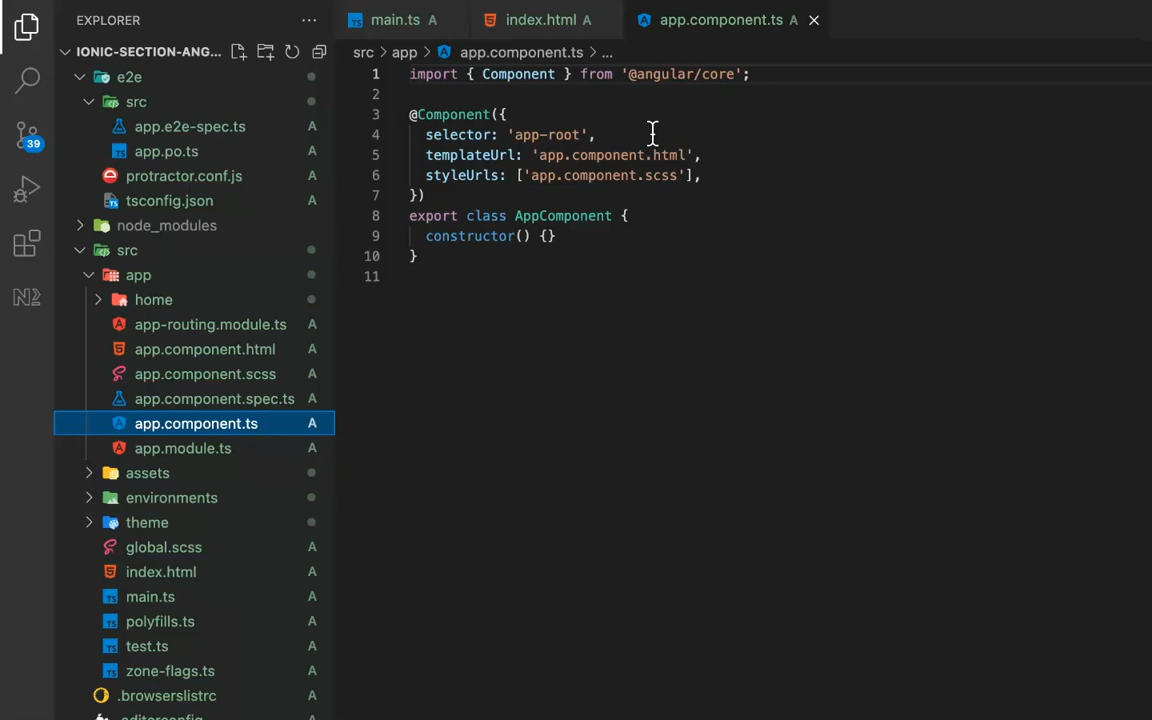 EXPLORER
IONIC-SECTION-ANG...
e2e
src
app.e2e-spec.ts A
app.po.ts A
protractor.conf.js A
tsconfig.json A
node_modules
src
app
home
app-routing.module.ts A
app.component.html A
app.component.scss A
app.component.spec.ts A
app.component.ts A
app.module.ts A
assets
environments
theme
global.scss A
index.html A
main.ts A
polyfills.ts A
test.ts A
zone-flags.ts A
.browserslistrc A
39
main.ts A
index.html A
app.component.ts A
src > app > app.component.ts > ...
1 import { Component } from '@angular/core';
2
3 @Component({
4 selector: 'app-root',
5 templateUrl: 'app.component.html',
6 styleUrls: ['app.component.scss'],
7 })
8 export class AppComponent {
9 constructor() {}
10 }
11